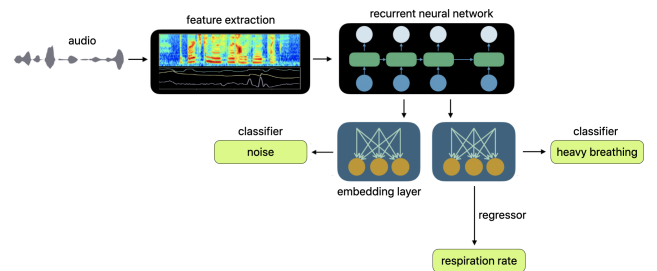 recurrent neural network
feature extraction
audio
classifier
noise
embedding layer
classifier
heavy breathing
regressor
respiration rate